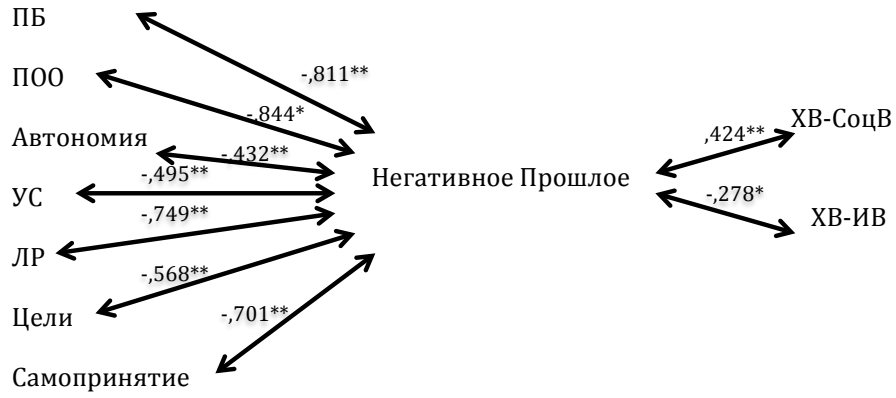 ПБ
-,811**
ПОО
-,844*
Автономия
-,432**
ХВ-СоцВ
,424**
-,495**
Негативное Прошлое
УС
-,278*
-,749**
ХВ-ИВ
ЛР
-,568**
Цели
-,701**
Самопринятие